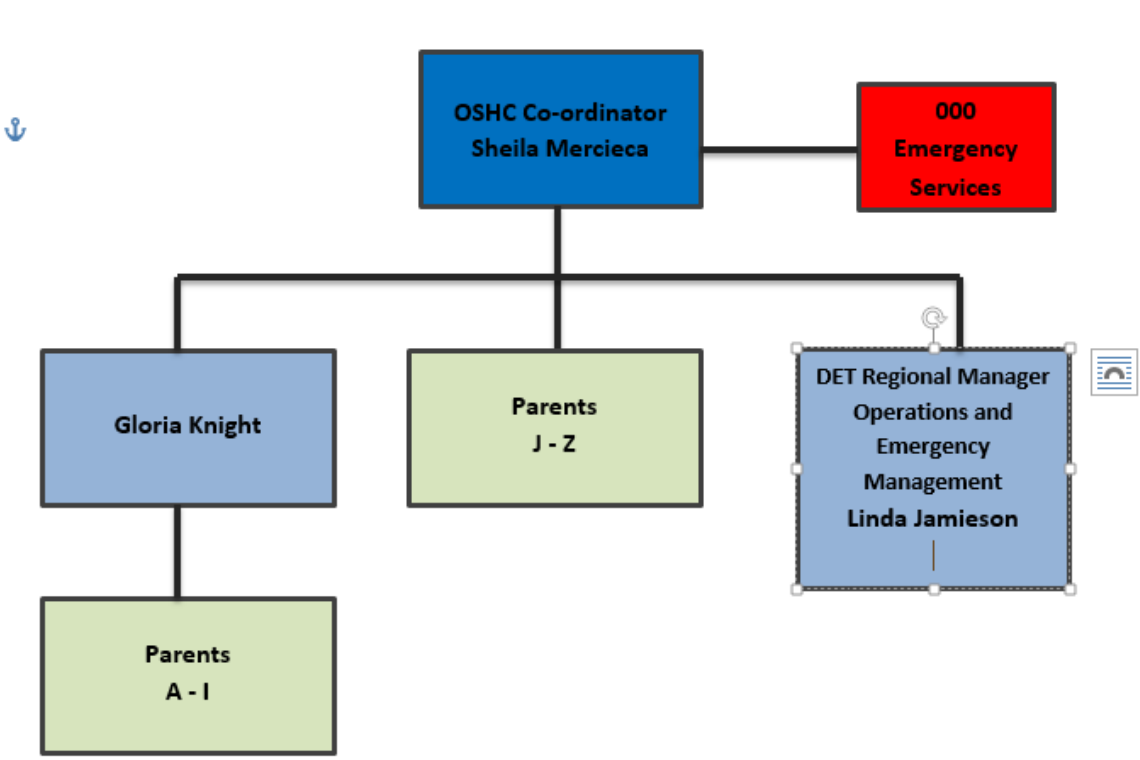 OSHC Co-ordinator
Sheila Mercieca
000
Emergency
Services
Gloria Knight
Parents
J - Z
DET Regional Manager
Operations and
Emergency
Management
Linda Jamieson
Parents
A - I